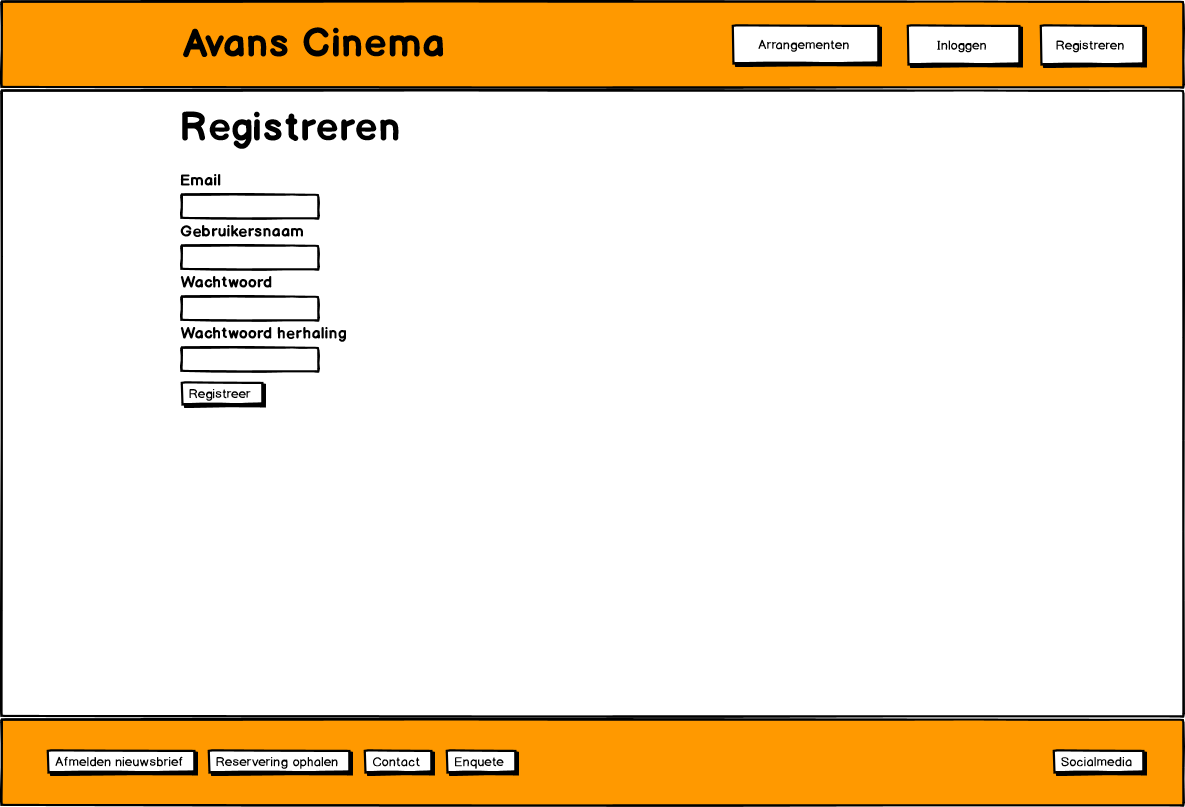 Avans Cinema
Arrangementen
Inloggen
Registreren
Registreren
Email
Gebruikersnaam
Wachtwoord
Wachtwoord herhaling
Registreer
Afmelden nieuwsbrief
Reservering ophalen
Contact
Enquete
Socialmedia